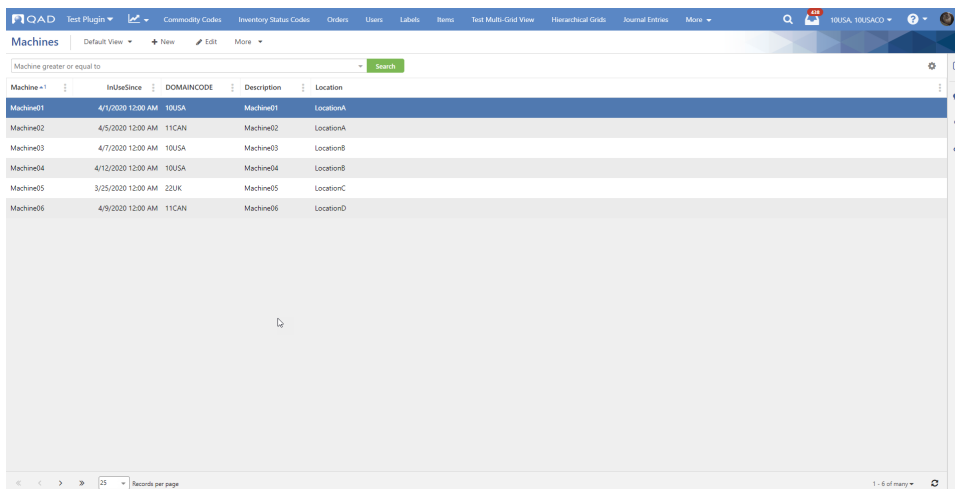 QAD Test Plugin Commodity Codes Inventory Status Codes Orders Users Labels Items Test Multi-Grid View Hierarchical Grids Journal Entries More 428 10USA, 10USACO ?
Machines Default View + New Edit More
Machine greater or equal to Search
Machine 1 InUseSince DOMAINCODE Description Location
Machine01 4/1/2020 12:00 AM 10USA Machine01 LocationA
Machine02 4/5/2020 12:00 AM 11CAN Machine02 LocationA
Machine03 4/7/2020 12:00 AM 10USA Machine03 LocationB
Machine04 4/12/2020 12:00 AM 10USA Machine04 LocationB
Machine05 3/25/2020 12:00 AM 22UK Machine05 LocationC
Machine06 4/9/2020 12:00 AM 11CAN Machine06 LocationD
25 Records per page 1 - 6 of many